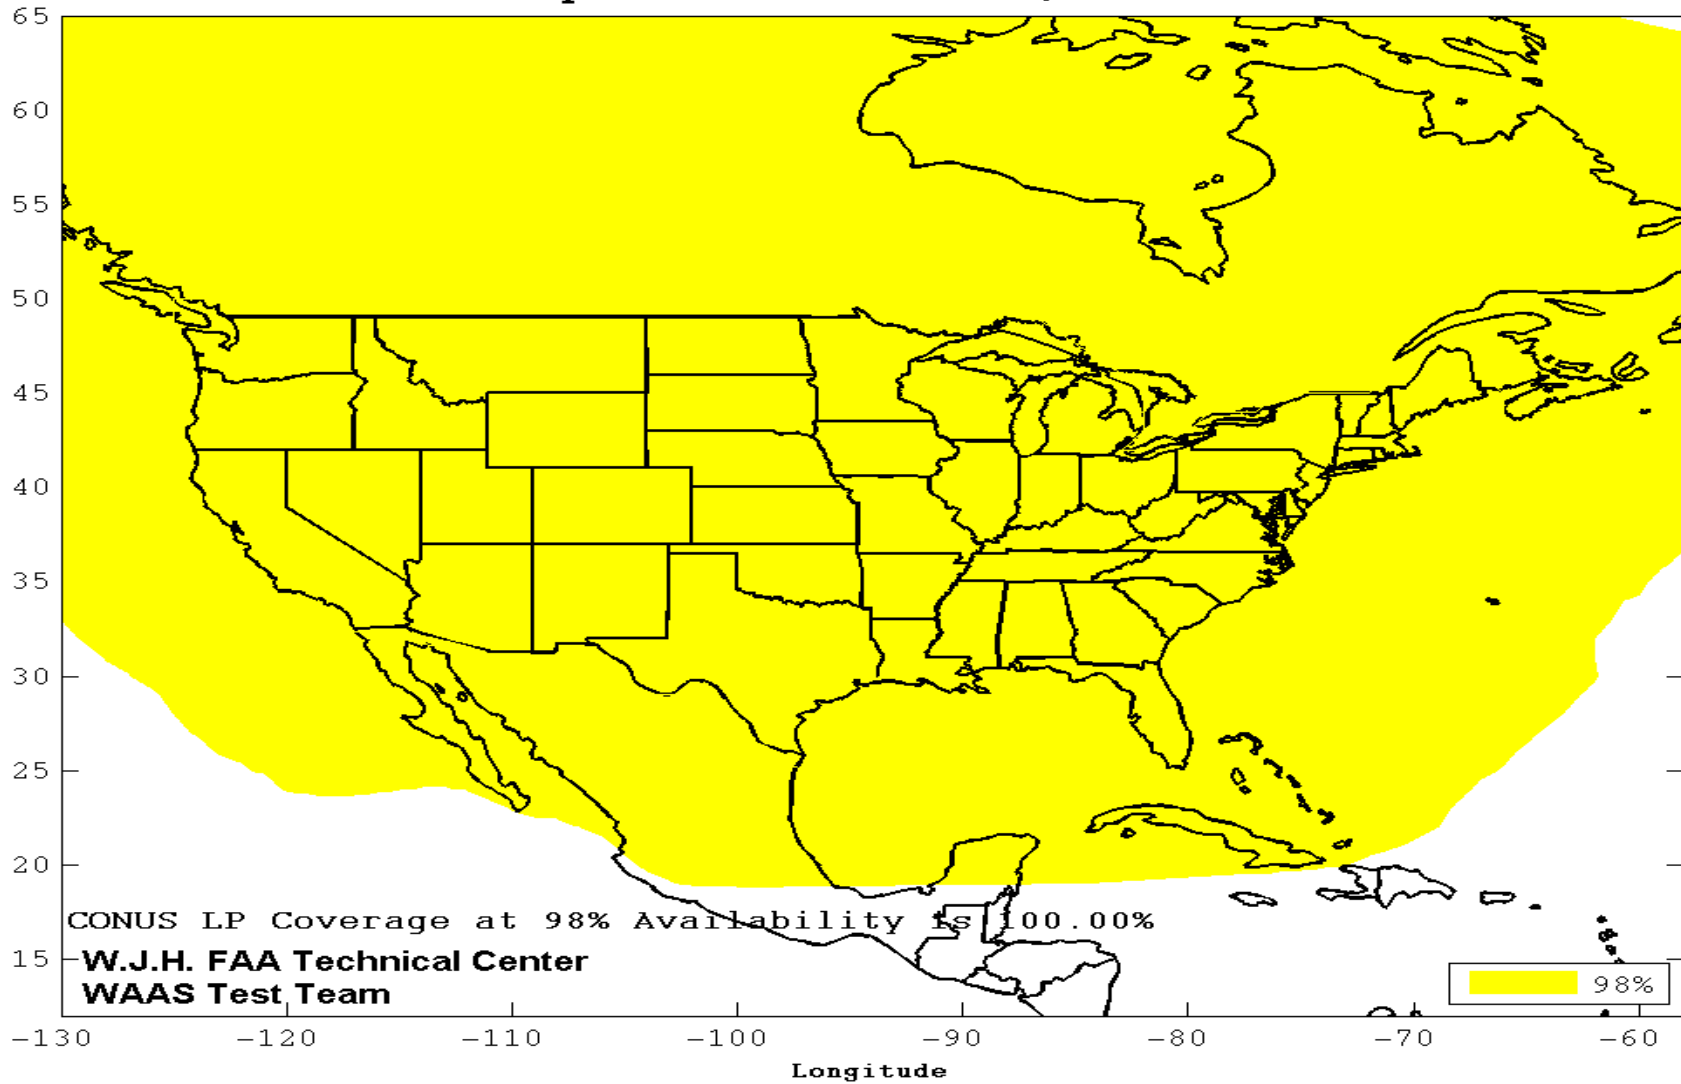 65
60
55
50
45
40
35
30
25
20
15
CONUS LP Coverage at 98% Availability is 100.00%
W.J.H. FAA Technical Center
WAAS Test Team
98%
-130 -120 -110 -100 -90 -80 -70 -60
Longitude